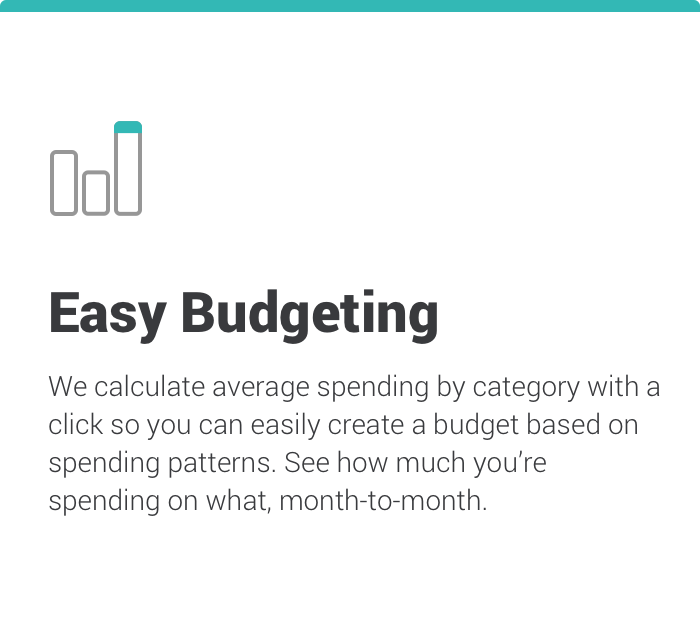 Easy Budgeting
We calculate average spending by category with a
click so you can easily create a budget based on
spending patterns. See how much you’re
spending on what, month-to-month.